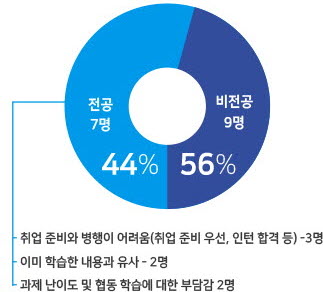 전공
7명
비전공
9명
44%
56%
취업 준비와 병행이 어려움(취업 준비 우선, 인턴 합격 등) -3명
이미 학습한 내용과 유사 - 2명
과제 난이도 및 협동 학습에 대한 부담감 2명